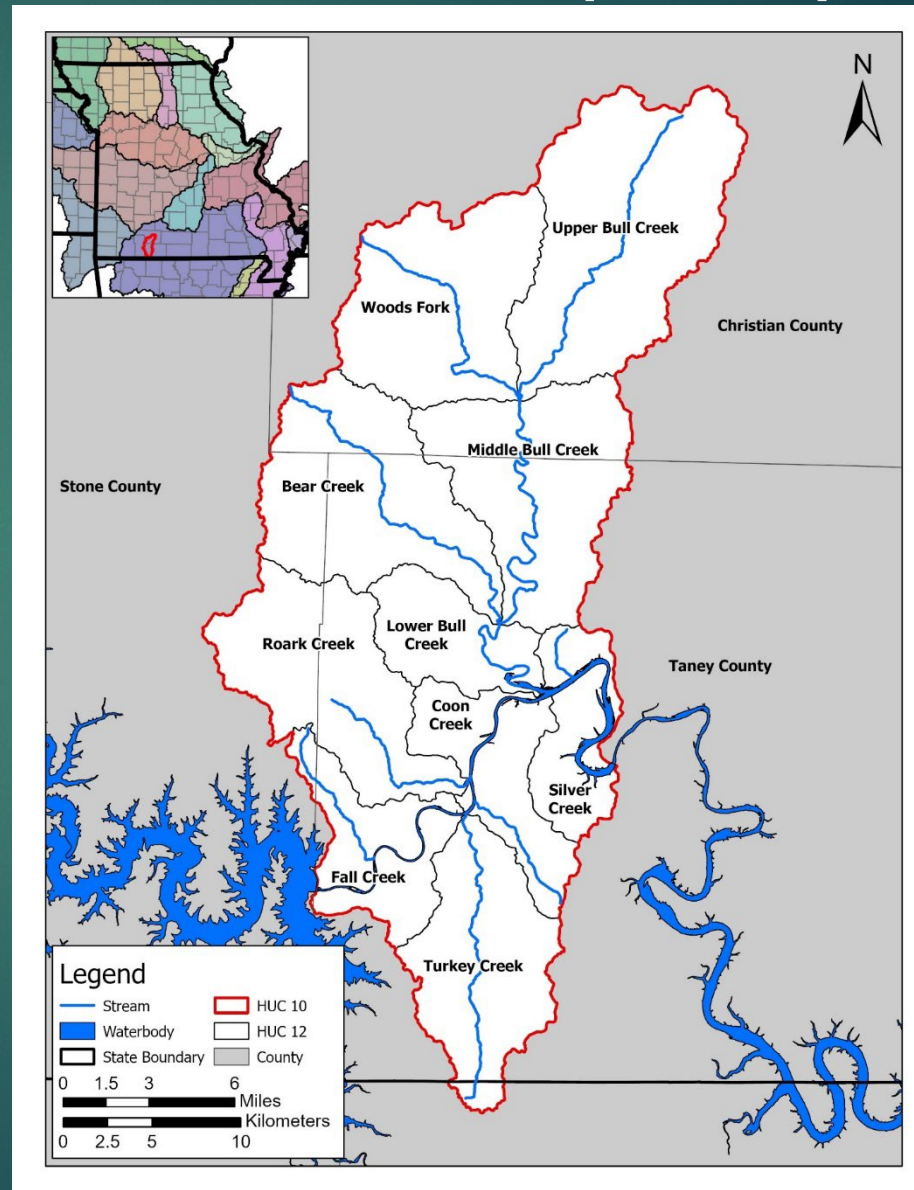 N
Upper Bull Creek
Woods Fork
Christian County
Middle Bull Creek
Stone County
Bear Creek
Lower Bull
Creek
Roark Creek
Taney County
Coon
Creek
Silver
Creek
Fall Creek
Turkey Creek
Legend
Stream
HUC 10
Waterbody
HUC 12
State Boundary
County
0 1.5 3 6
Miles
Kilometers
0 2.5 5 10